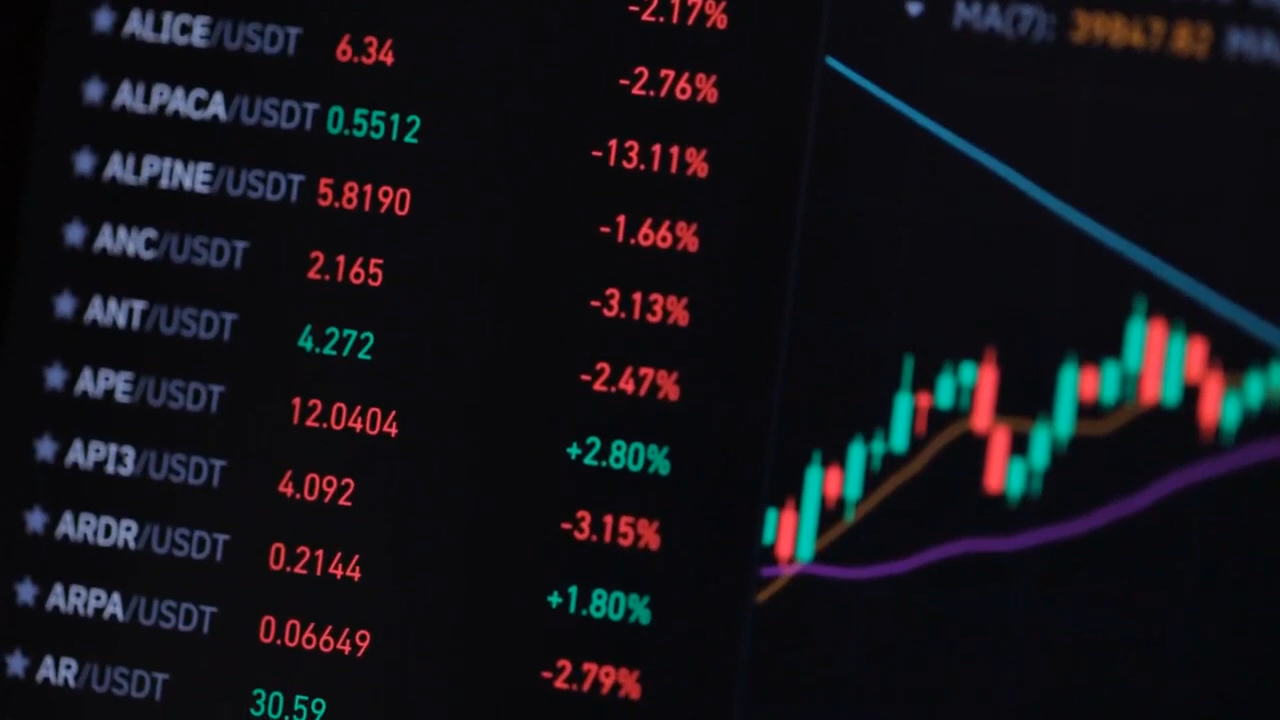 -2.17%
MA(7):
ALICE/USDT 6.34 -2.76%
ALPACA/USDT 0.5512 -13.11%
ALPINE/USDT 5.8190 -1.66%
ANC/USDT 2.165 -3.13%
ANT/USDT 4.272 -2.47%
APE/USDT 12.0404 +2.80%
API3/USDT 4.092 -3.15%
ARDR/USDT 0.2144 +1.80%
ARPA/USDT 0.06649 -2.79%
AR/USDT 30.59